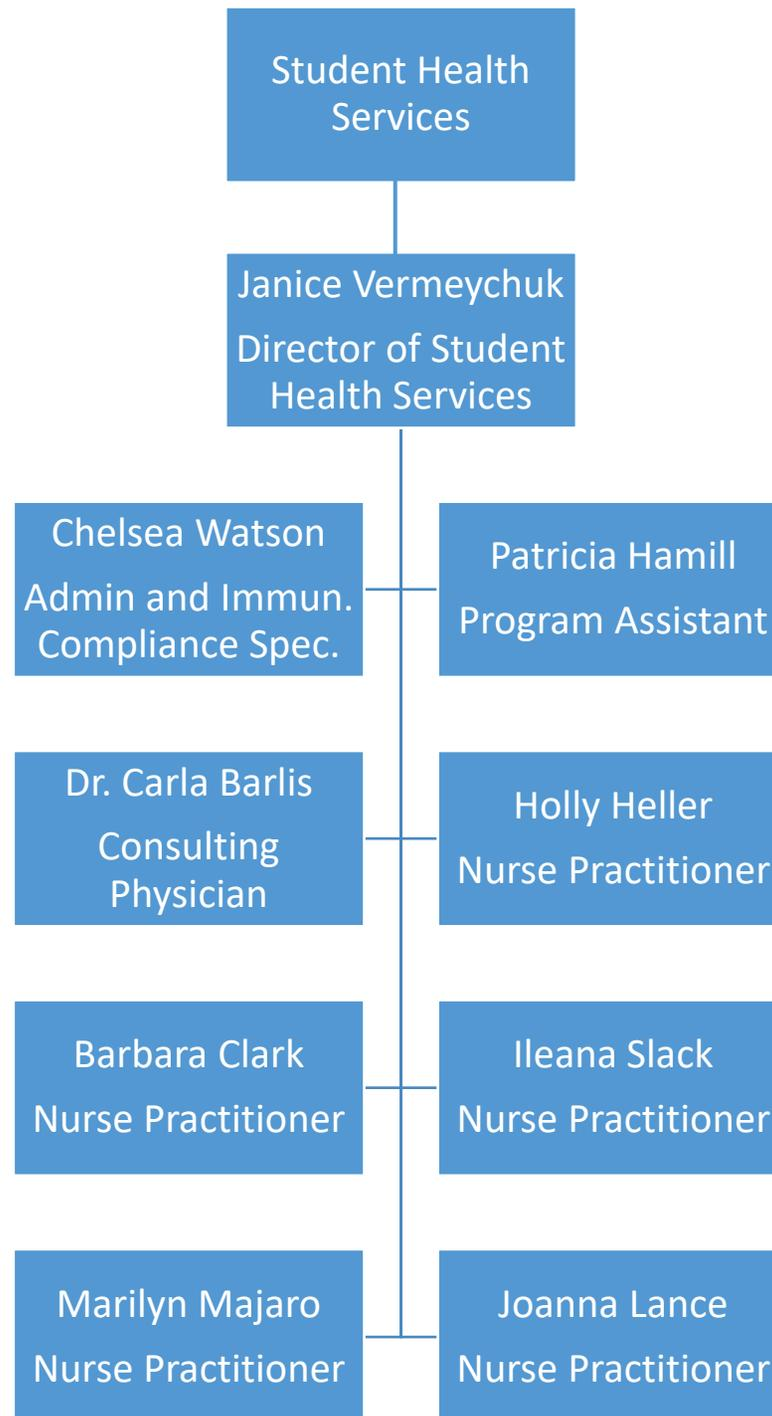 Student Health
Services
Janice Vermeychuk
Director of Student
Health Services
Chelsea Watson
Admin and Immun.
Compliance Spec.
Patricia Hamill
Program Assistant
Dr. Carla Barlis
Consulting
Physician
Holly Heller
Nurse Practitioner
Barbara Clark
Nurse Practitioner
Ileana Slack
Nurse Practitioner
Marilyn Majaro
Nurse Practitioner
Joanna Lance
Nurse Practitioner